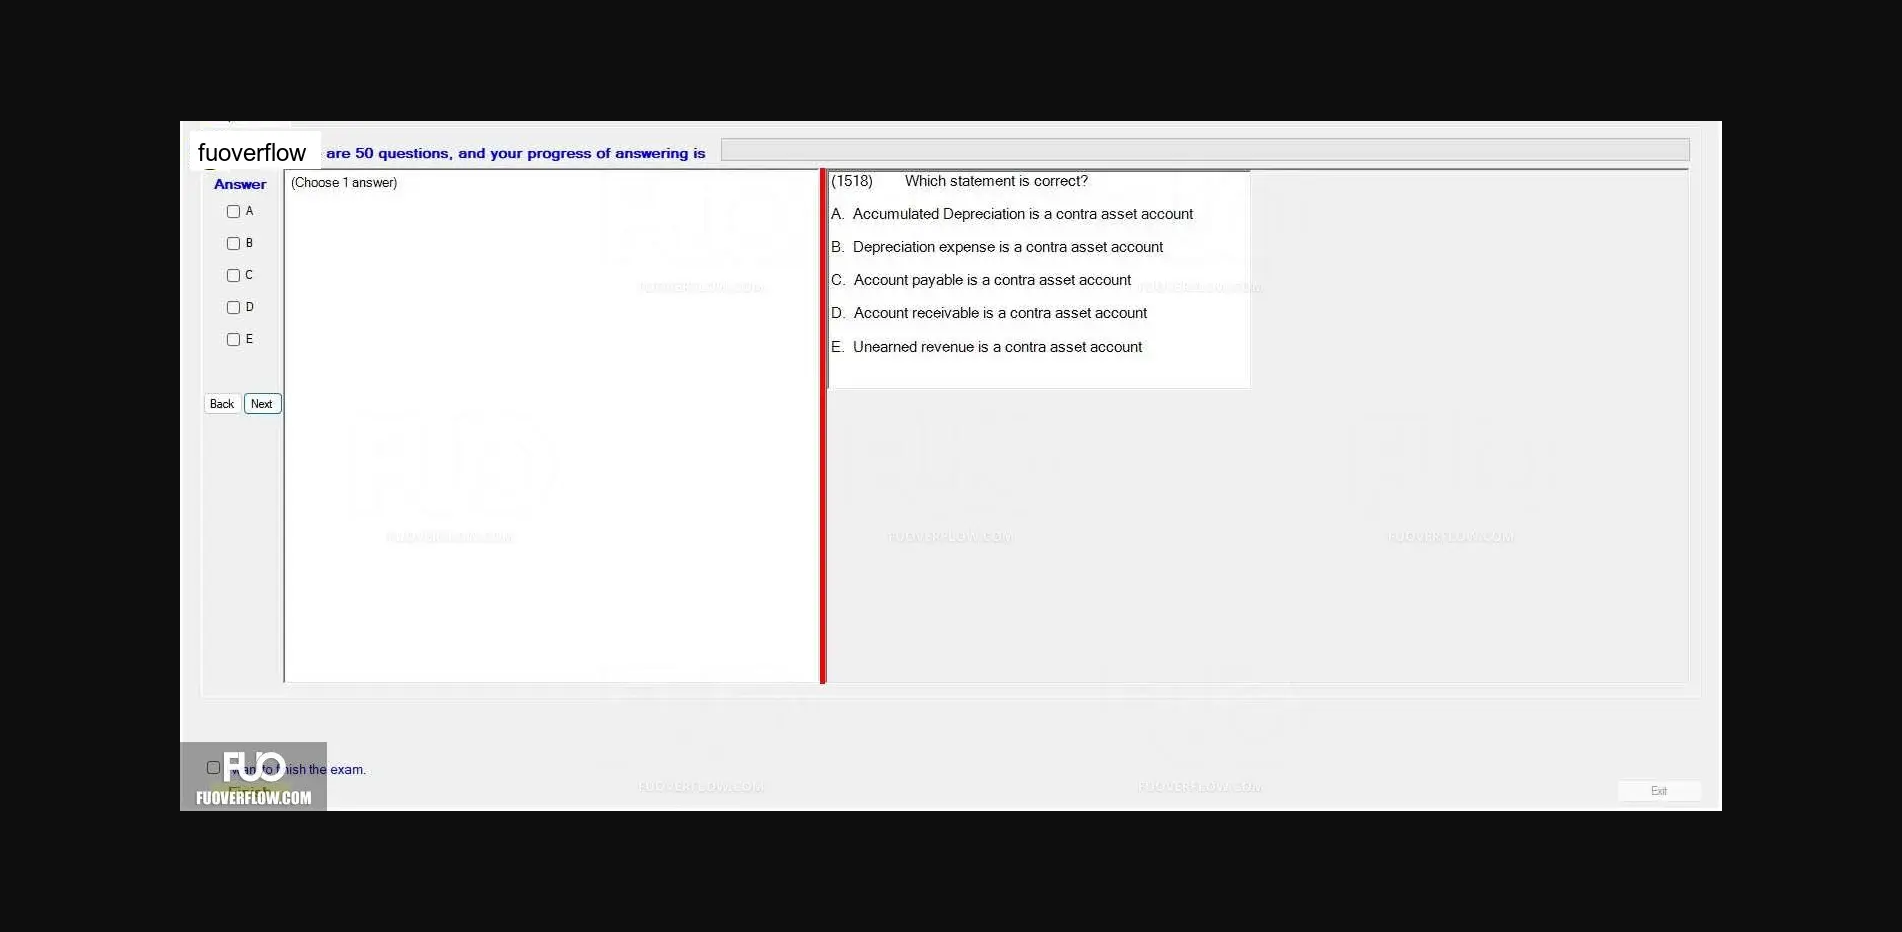 fuoverflow are 50 questions, and your progress of answering is
Answer
(Choose 1 answer)
A
B
C
D
E
Back Next
(1518) Which statement is correct?
A. Accumulated Depreciation is a contra asset account
B. Depreciation expense is a contra asset account
C. Account payable is a contra asset account
D. Account receivable is a contra asset account
E. Unearned revenue is a contra asset account
FUOVERFLOW.COM
FUOVERFLOW.COM
FUOVERFLOW.COM
FUOVERFLOW.COM
FUOVERFLOW.COM
FUO
want to finish the exam.
Finish
FUOVERFLOW.COM
FUOVERFLOW.COM
FUOVERFLOW.COM
Exit